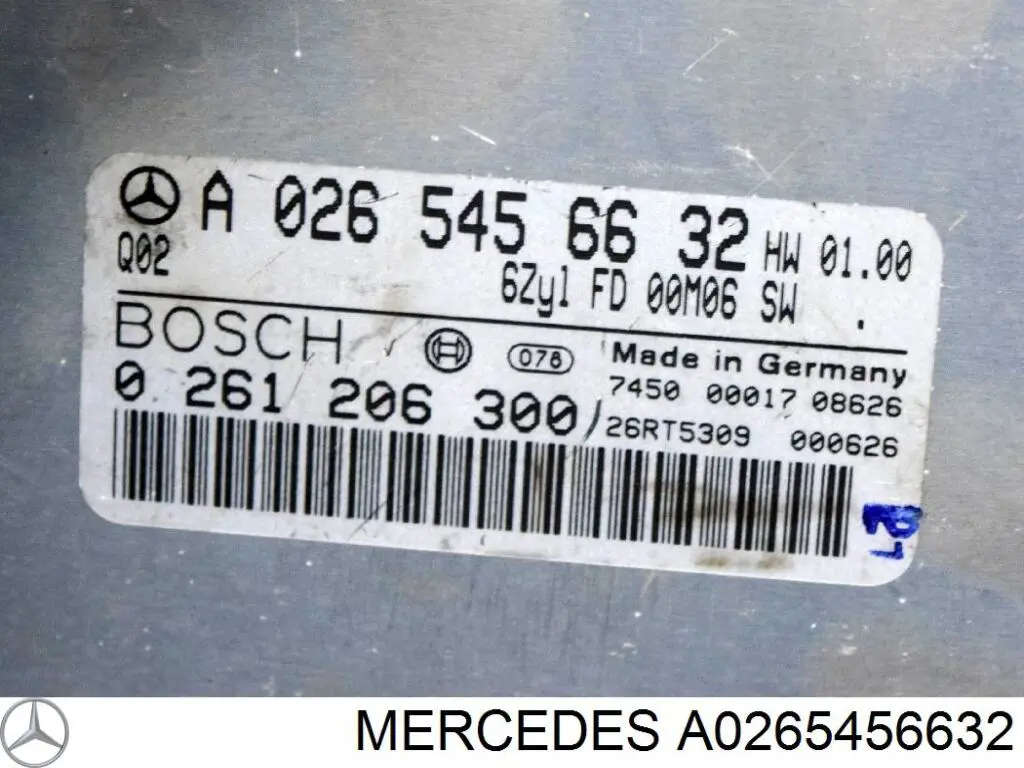 A 026 545 66 32 HW 01.00
Q02 6Zyl FD 00M06 SW .
BOSCH 078 Made in Germany
7450 00017 08626
0 261 206 300/26RT5309 000626
MERCEDES A0265456632